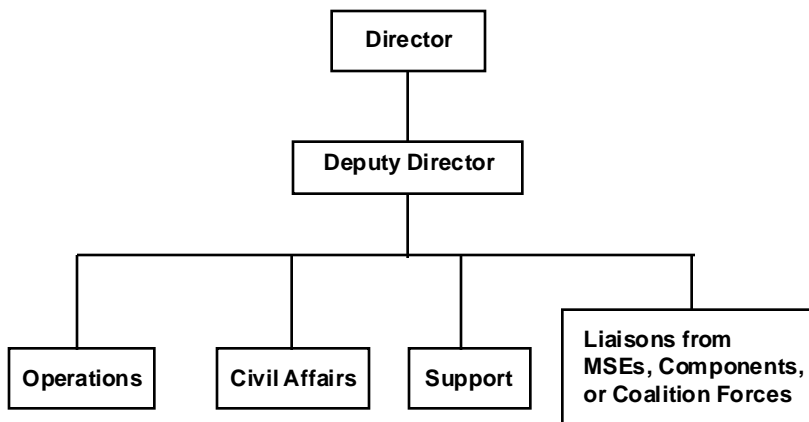 Director
Deputy Director
Operations
Civil Affairs
Support
Liaisons from
MSEs, Components,
or Coalition Forces